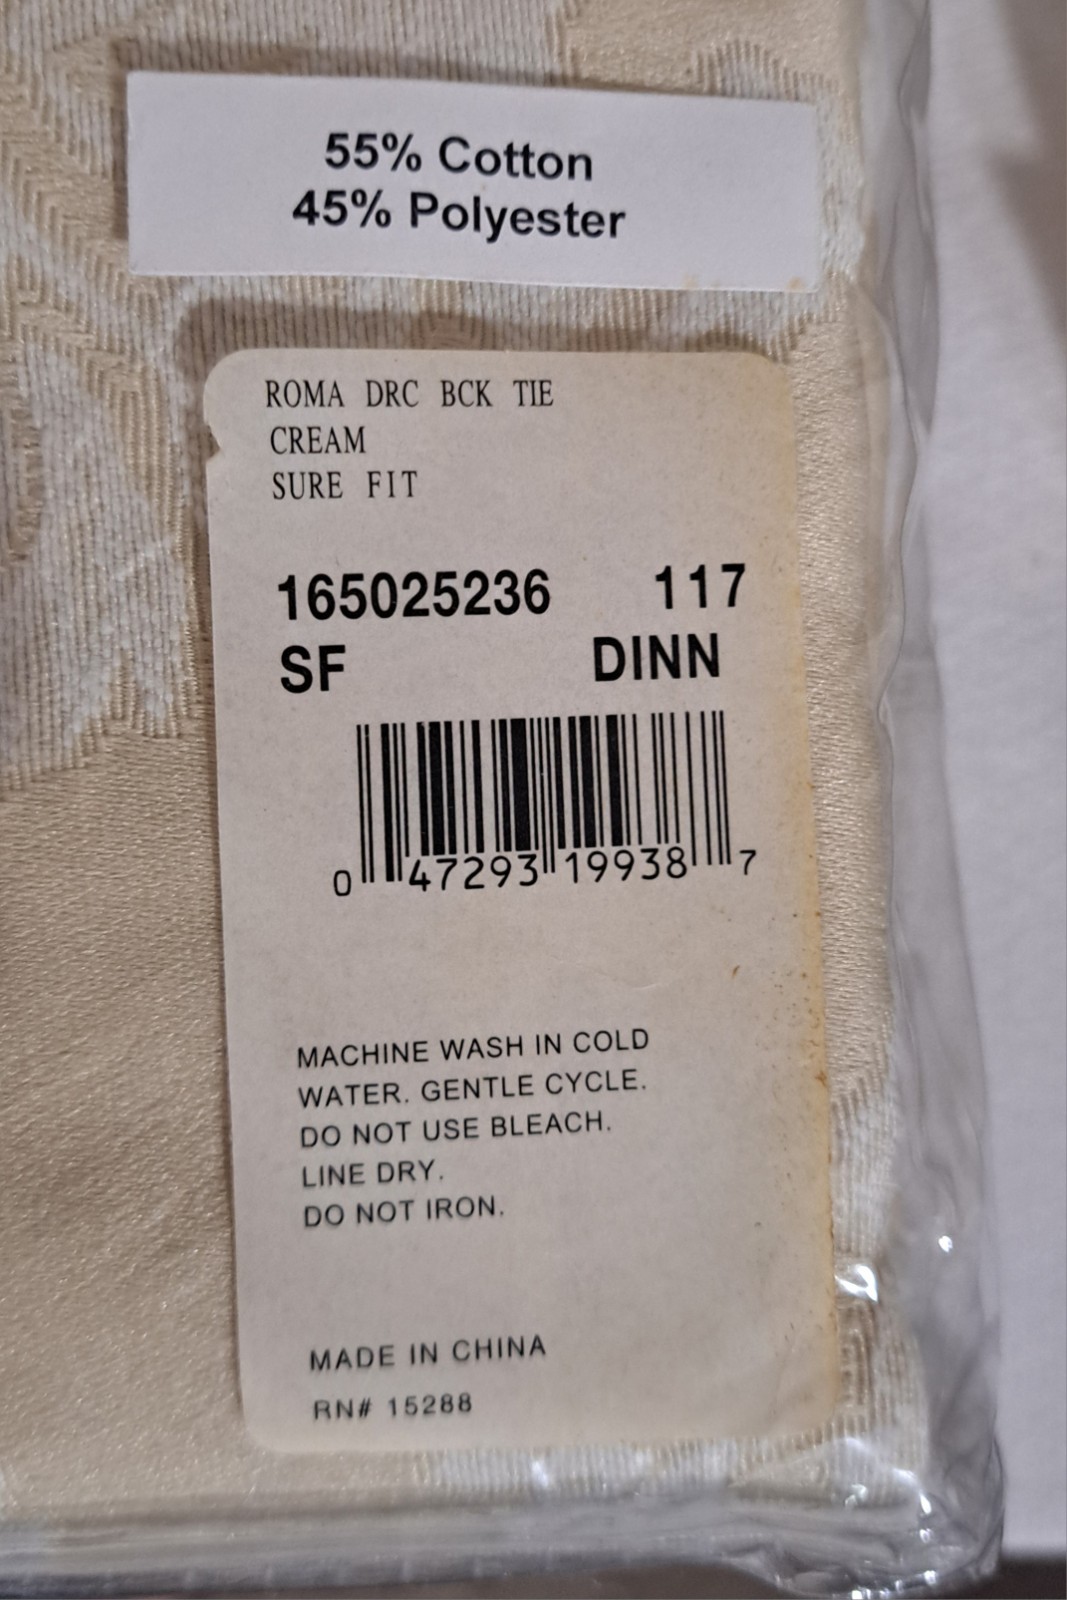 55% Cotton
45% Polyester
ROMA DRC BCK TIE
CREAM
SURE FIT
165025236 117
SF DINN
0 47293 19938 7
MACHINE WASH IN COLD
WATER. GENTLE CYCLE.
DO NOT USE BLEACH.
LINE DRY.
DO NOT IRON.
MADE IN CHINA
RN# 15288